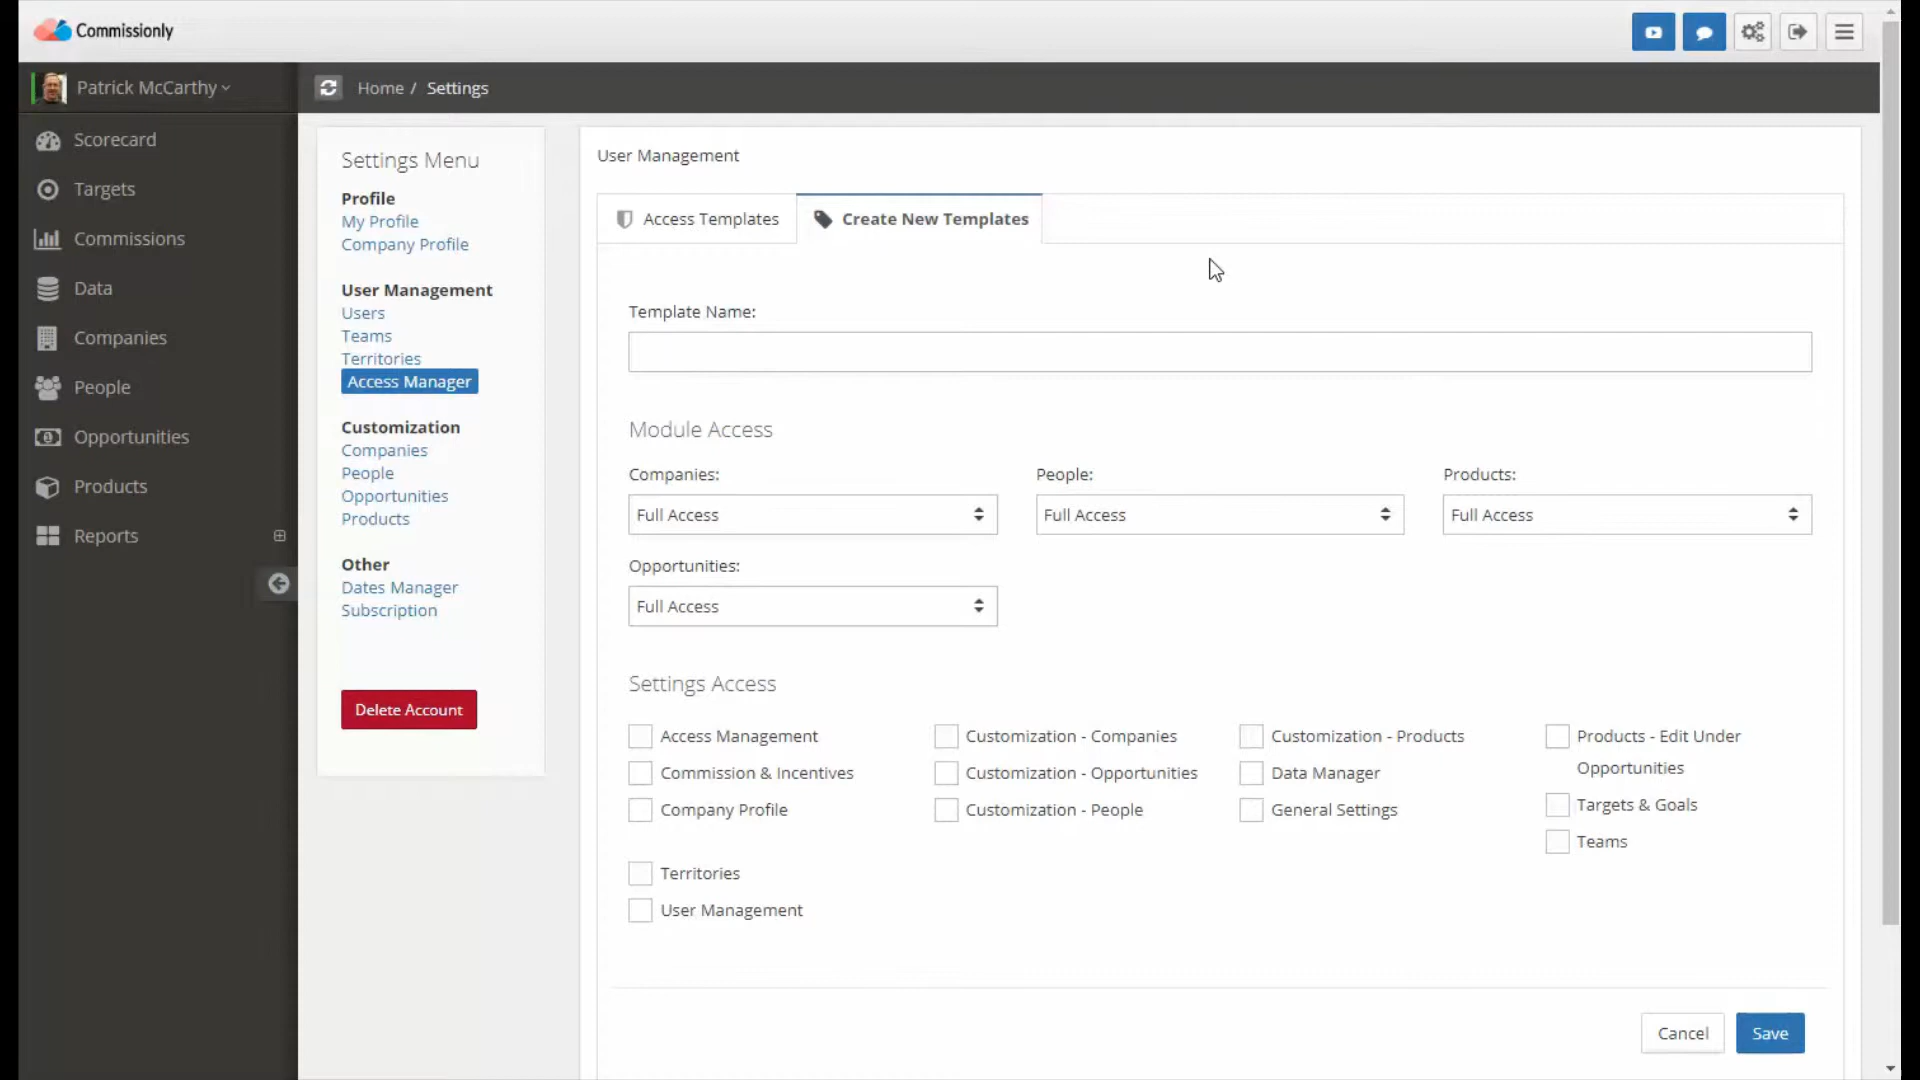 Commissionly
Patrick McCarthy
Home / Settings
Scorecard
Targets
Commissions
Data
Companies
People
Opportunities
Products
Reports
Settings Menu
Profile
My Profile
Company Profile
User Management
Users
Teams
Territories
Access Manager
Customization
Companies
People
Opportunities
Products
Other
Dates Manager
Subscription
Delete Account
User Management
Access Templates
Create New Templates
Template Name:
Module Access
Companies:
People:
Products:
Full Access
Full Access
Full Access
Opportunities:
Full Access
Settings Access
Access Management
Commission & Incentives
Company Profile
Customization - Companies
Customization - Opportunities
Customization - People
Customization - Products
Data Manager
General Settings
Products - Edit Under
Opportunities
Targets & Goals
Teams
Territories
User Management
Cancel
Save